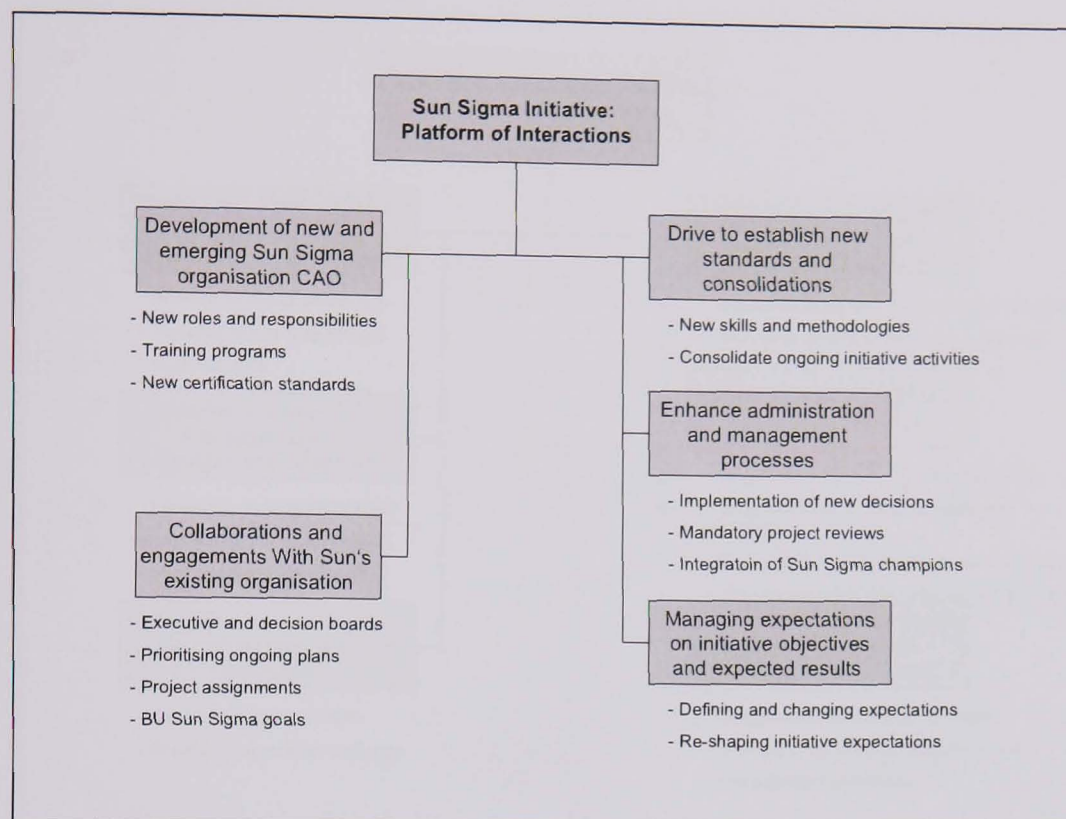 Sun Sigma Initiative:
Platform of Interactions
Development of new and
emerging Sun Sigma
organisation CAO
- New roles and responsibilities
- Training programs
- New certification standards
Collaborations and
engagements With Sun's
existing organisation
- Executive and decision boards
- Prioritising ongoing plans
- Project assignments
- BU Sun Sigma goals
Drive to establish new
standards and
consolidations
- New skills and methodologies
- Consolidate ongoing initiative activities
Enhance administration
and management
processes
- Implementation of new decisions
- Mandatory project reviews
- Integratoin of Sun Sigma champions
Managing expectations
on initiative objectives
and expected results
- Defining and changing expectations
- Re-shaping initiative expectations